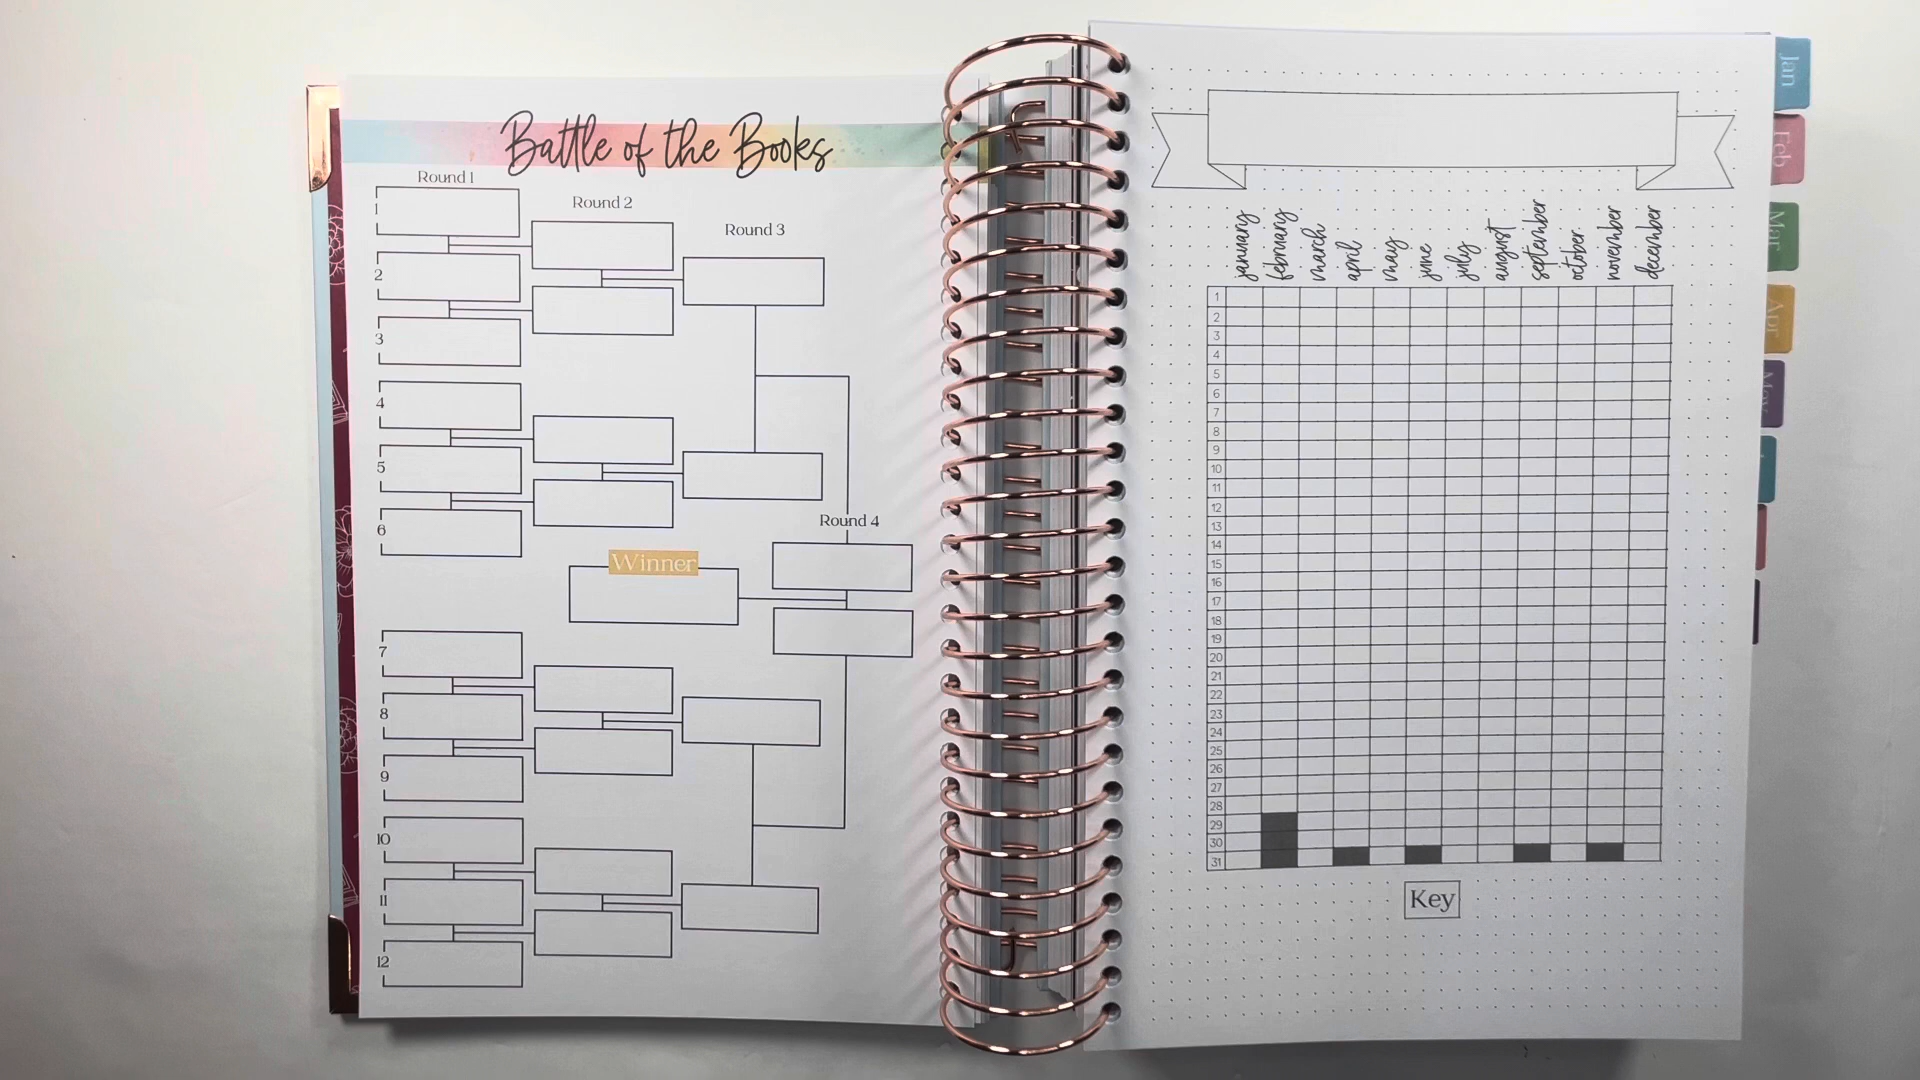 Battle of the Books
Round 1
Round 2
Round 3
1
2
3
4
5
6
Round 4
Winner
7
8
9
10
11
12
january
february
march
april
may
june
july
august
september
october
november
december
1
2
3
4
5
6
7
8
9
10
11
12
13
14
15
16
17
18
19
20
21
22
23
24
25
26
27
28
29
30
31
Key
Jan
Feb
Mar
Apr
May